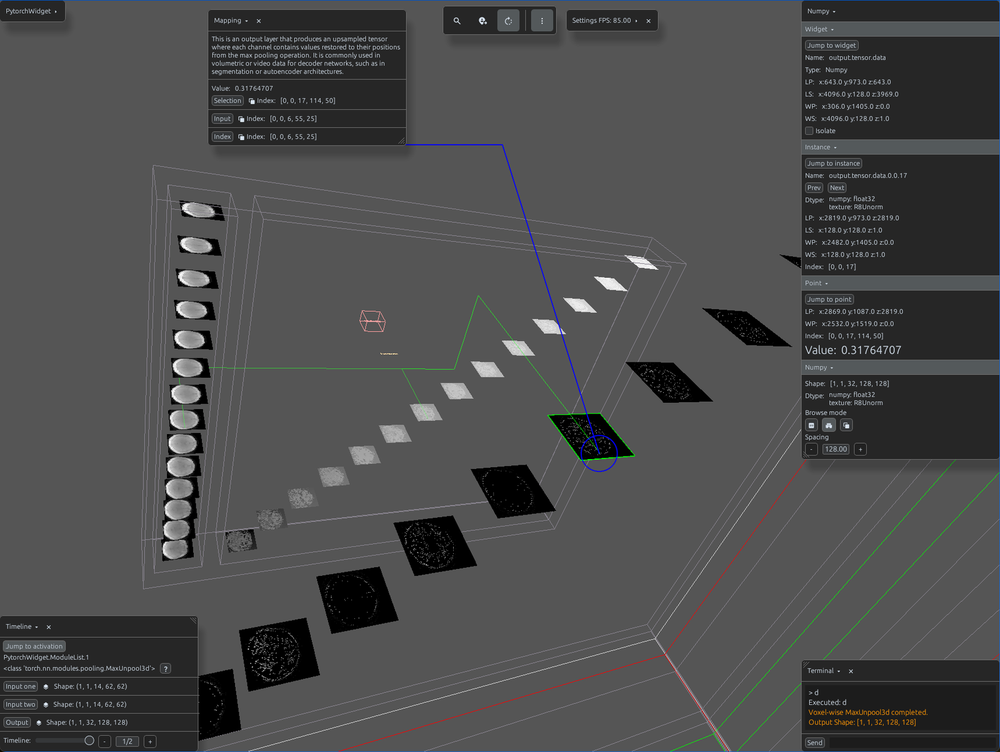 PytorchWidget
Mapping
This is an output layer that produces an upsampled tensor
where each channel contains values restored to their positions
from the max pooling operation. It is commonly used in
volumetric or video data for decoder networks, such as in
segmentation or autoencoder architectures.
Value: 0.31764707
Selection Index: [0, 0, 17, 114, 50]
Input Index: [0, 0, 6, 55, 25]
Index Index: [0, 0, 6, 55, 25]
Settings FPS: 85.00
Numpy
Widget
Jump to widget
Name: output.tensor.data
Type: Numpy
LP: x:643.0 y:973.0 z:643.0
LS: x:4096.0 y:128.0 z:3969.0
WP: x:306.0 y:1405.0 z:0.0
WS: x:4096.0 y:128.0 z:1.0
Isolate
Instance
Jump to instance
Name: output.tensor.data.0.0.17
Prev Next
Dtype: numpy: float32
texture: R8Unorm
LP: x:2819.0 y:973.0 z:2819.0
LS: x:128.0 y:128.0 z:1.0
WP: x:2482.0 y:1405.0 z:0.0
WS: x:128.0 y:128.0 z:1.0
Index: [0, 0, 17]
Point
Jump to point
LP: x:2869.0 y:1087.0 z:2819.0
WP: x:2532.0 y:1519.0 z:0.0
Index: [0, 0, 17, 114, 50]
Value: 0.31764707
Numpy
Shape: [1, 1, 32, 128, 128]
Dtype: numpy: float32
texture: R8Unorm
Browse mode
Spacing
- 128.00 +
Timeline
Jump to activation
PytorchWidget.ModuleList.1
<class 'torch.nn.modules.pooling.MaxUnpool3d'> ?
Input one Shape: (1, 1, 14, 62, 62)
Input two Shape: (1, 1, 14, 62, 62)
Output Shape: (1, 1, 32, 128, 128)
Timeline: - 1/2 +
Terminal
> d
Executed: d
Voxel-wise MaxUnpool3d completed.
Output Shape: [1, 1, 32, 128, 128]
Send